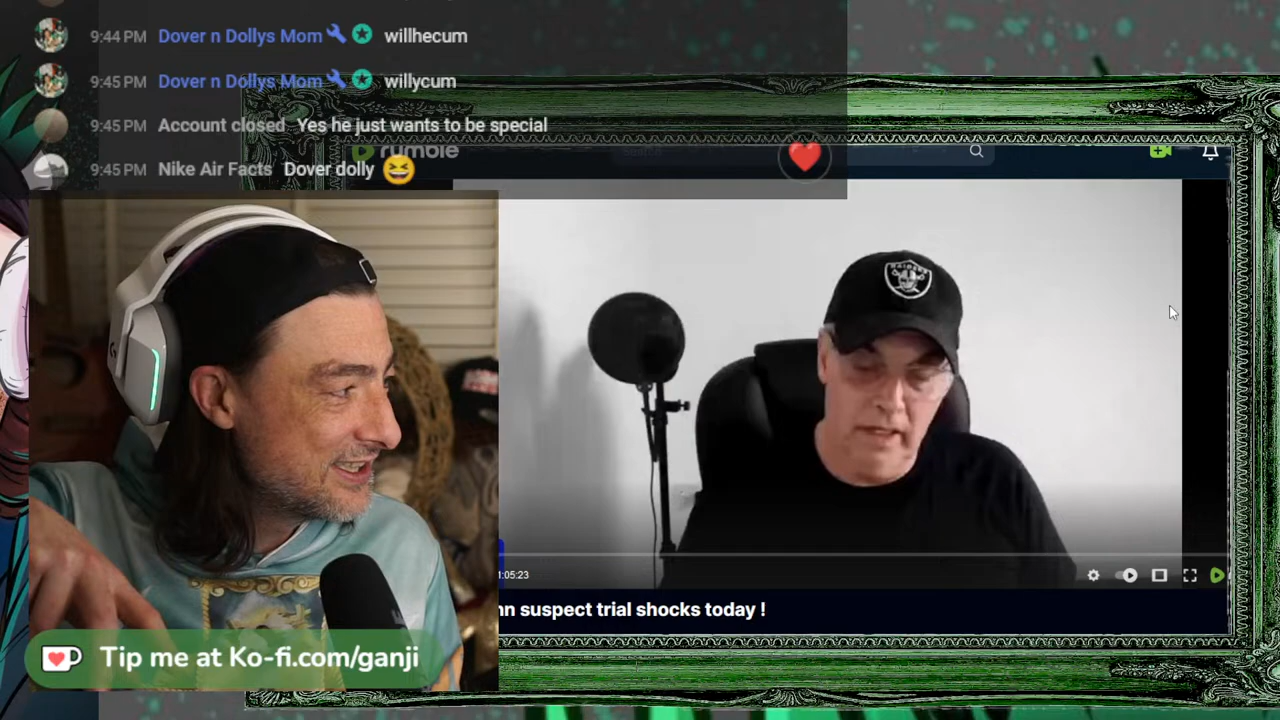 9:44 PM Dover n Dollys Mom willhecum
9:45 PM Dover n Dollys Mom willycum
9:45 PM Account closed Yes he just wants to be special
rumble
9:45 PM Nike Air Facts Dover dolly
RAIDERS
1:05:23
nn suspect trial shocks today !
Tip me at Ko-fi.com/ganji